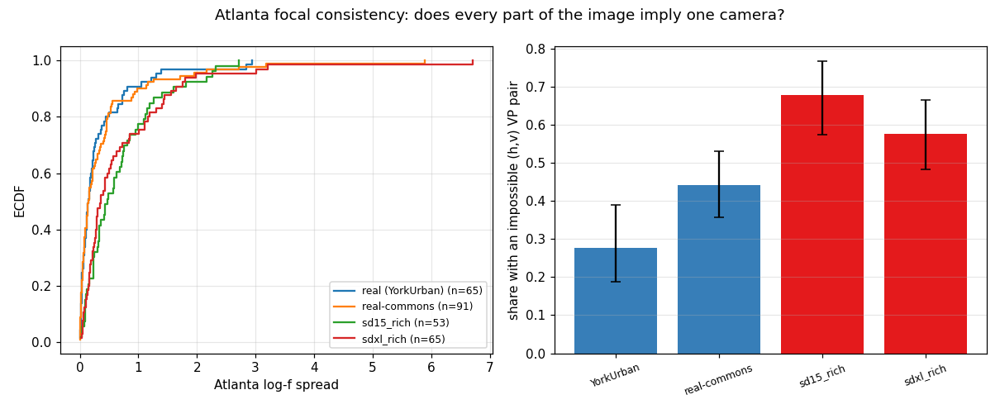 Atlanta focal consistency: does every part of the image imply one camera?
ECDF
1.0
0.8
0.6
0.4
0.2
0.0
0
1
2
3
4
5
6
7
Atlanta log-f spread
real (YorkUrban) (n=65)
real-commons (n=91)
sd15_rich (n=53)
sdxl_rich (n=65)
share with an impossible (h,v) VP pair
0.8
0.7
0.6
0.5
0.4
0.3
0.2
0.1
0.0
YorkUrban
real-commons
sd15_rich
sdxl_rich